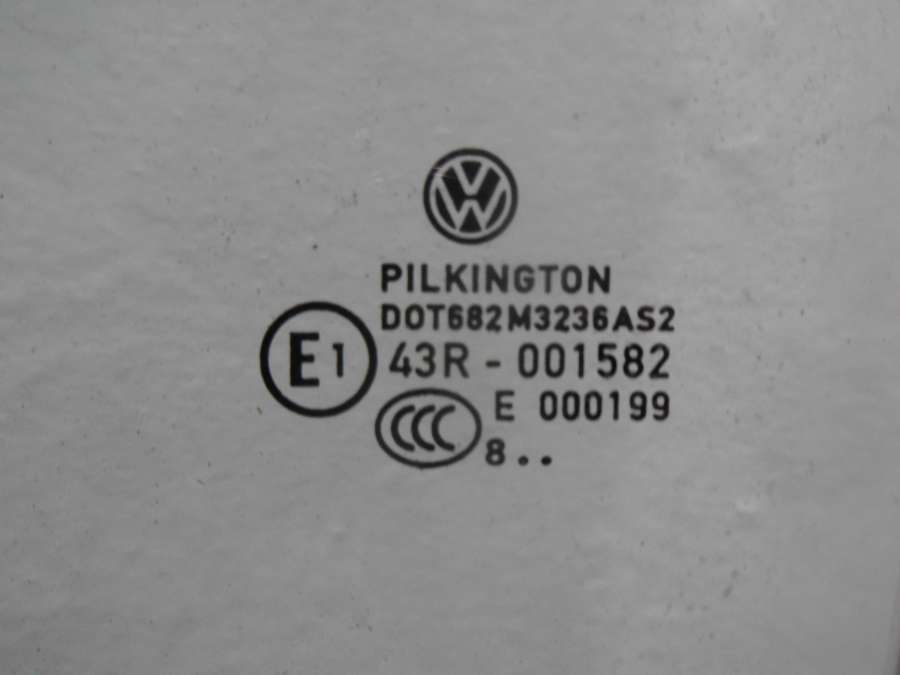 PILKINGTON
DOT682M3236AS2
E1 43R - 001582
CCC E 000199
8..